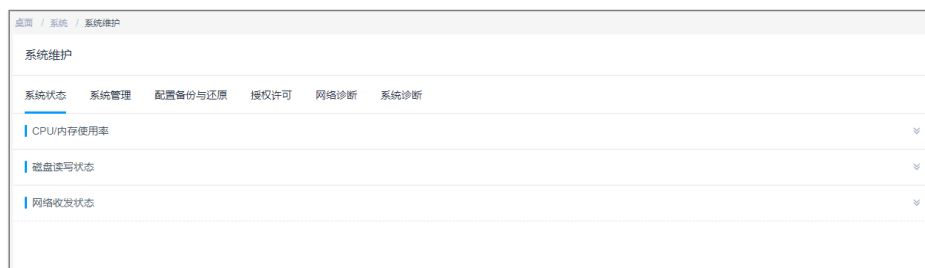 桌面 / 系统 / 系统维护
系统维护
系统状态 系统管理 配置备份与还原 授权许可 网络诊断 系统诊断
CPU/内存使用率
磁盘读写状态
网络收发状态